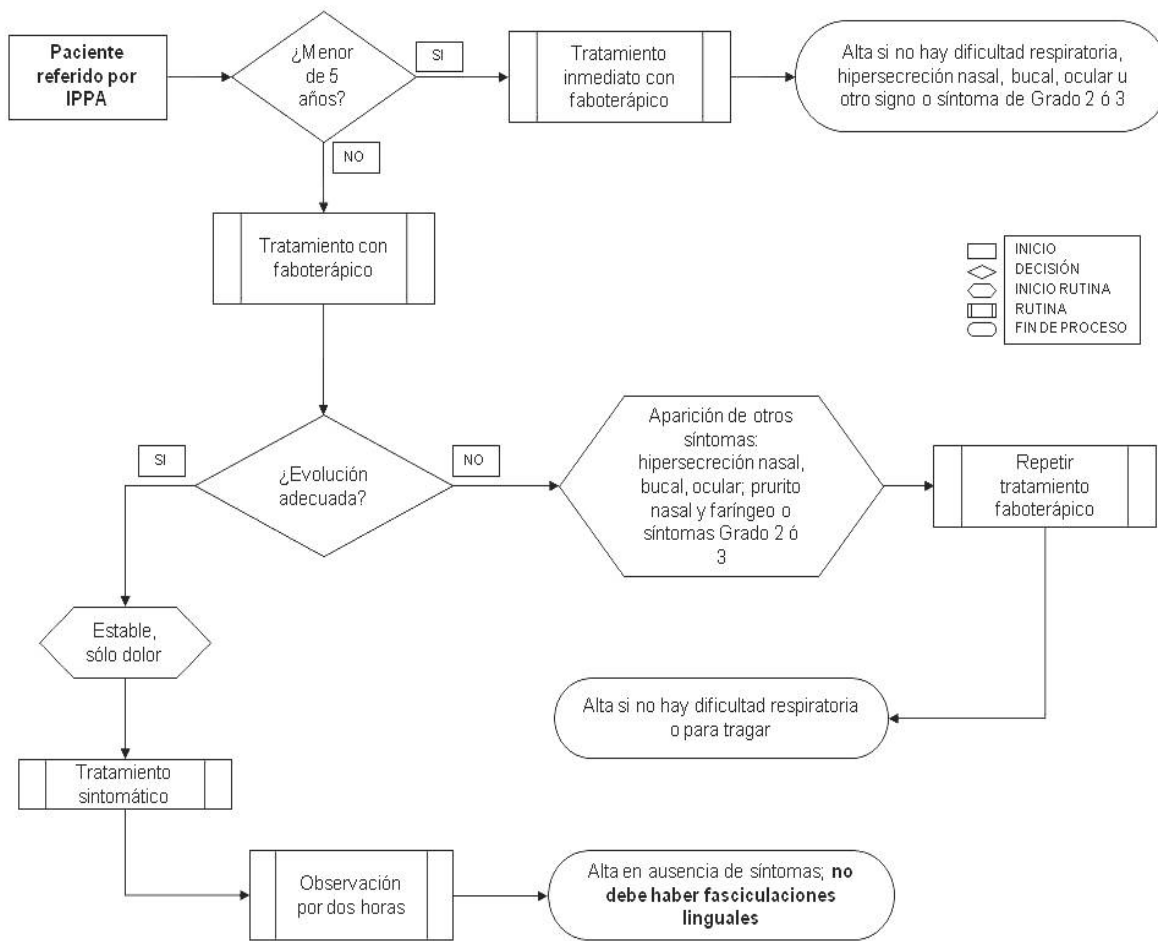 Paciente
referido por
IPPA
¿Menor
de 5
años?
SI
Tratamiento
inmediato con
faboterápico
Alta si no hay dificultad respiratoria,
hipersecreción nasal, bucal, ocular u
otro signo o síntoma de Grado 2 ó 3
NO
Tratamiento con
faboterápico
INICIO
DECISIÓN
INICIO RUTINA
RUTINA
FIN DE PROCESO
SI
¿Evolución
adecuada?
NO
Aparición de otros
síntomas:
hipersecreción nasal,
bucal, ocular; prurito
nasal y faríngeo o
síntomas Grado 2 ó
3
Repetir
tratamiento
faboterápico
Estable,
sólo dolor
Alta si no hay dificultad respiratoria
o para tragar
Tratamiento
sintomático
Observación
por dos horas
Alta en ausencia de síntomas; no
debe haber fasciculaciones
linguales